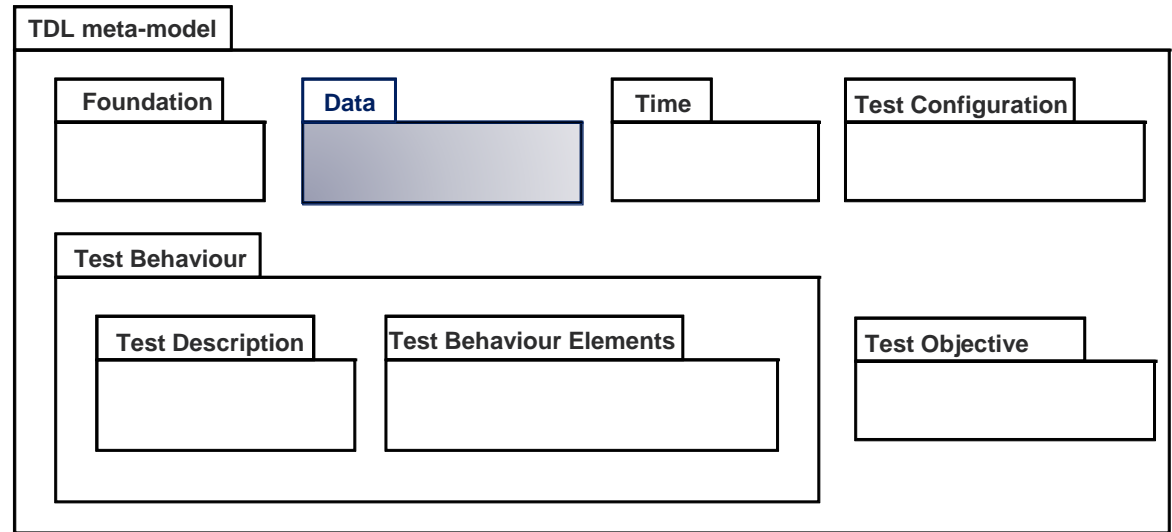 TDL meta-model
Foundation
Data
Time
Test Configuration
Test Behaviour
Test Description
Test Behaviour Elements
Test Objective